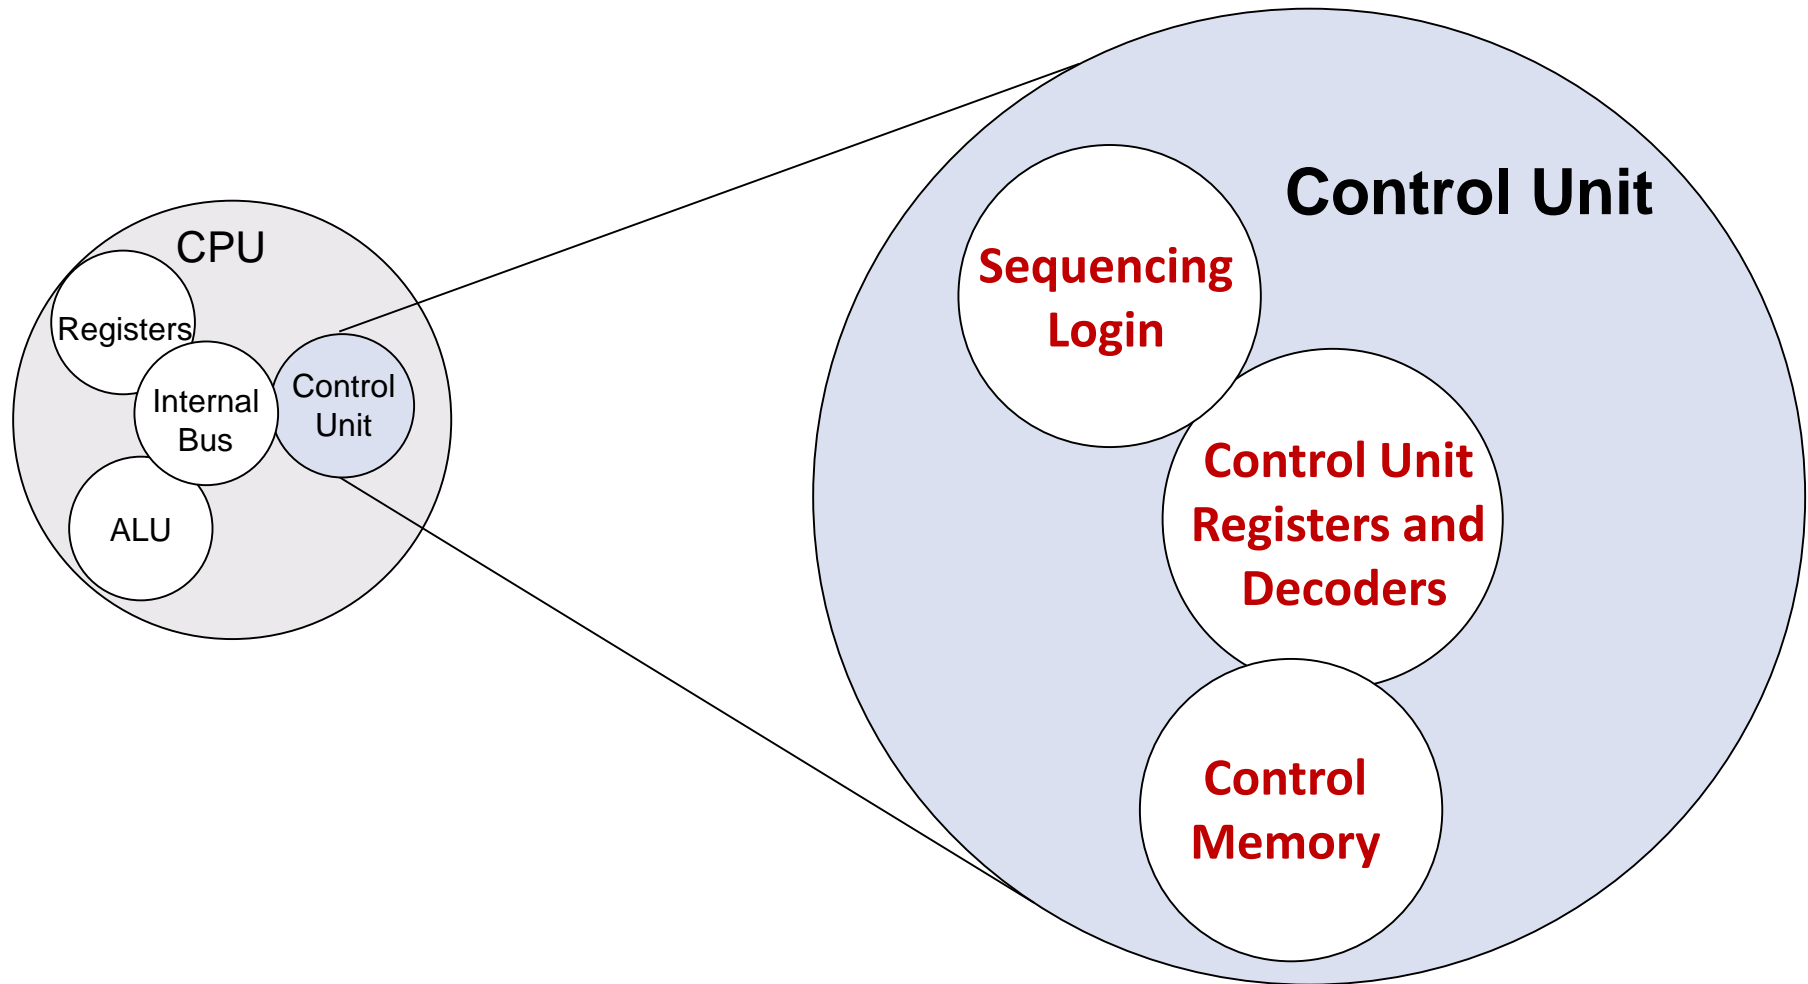 CPU
Registers
Internal
Bus
Control
Unit
ALU
Control Unit
Sequencing
Login
Control Unit
Registers and
Decoders
Control
Memory